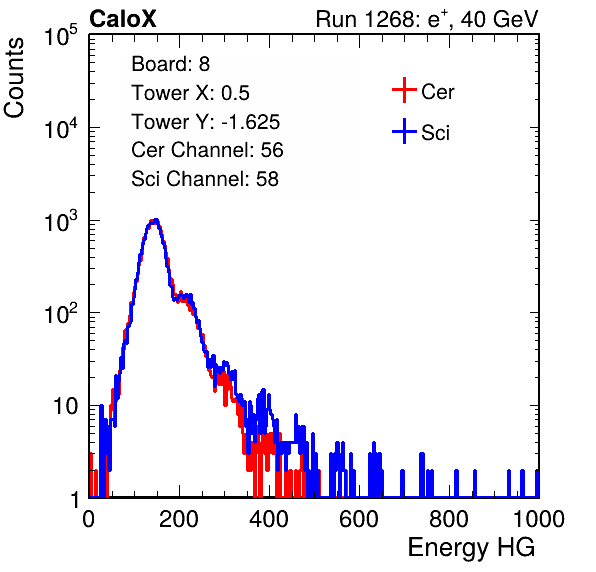 CaloX Run 1268: e⁺, 40 GeV
Board: 8
Tower X: 0.5
Tower Y: -1.625
Cer Channel: 56
Sci Channel: 58
Cer
Sci
Counts
10⁵
10⁴
10³
10²
10
1
0 200 400 600 800 1000
Energy HG